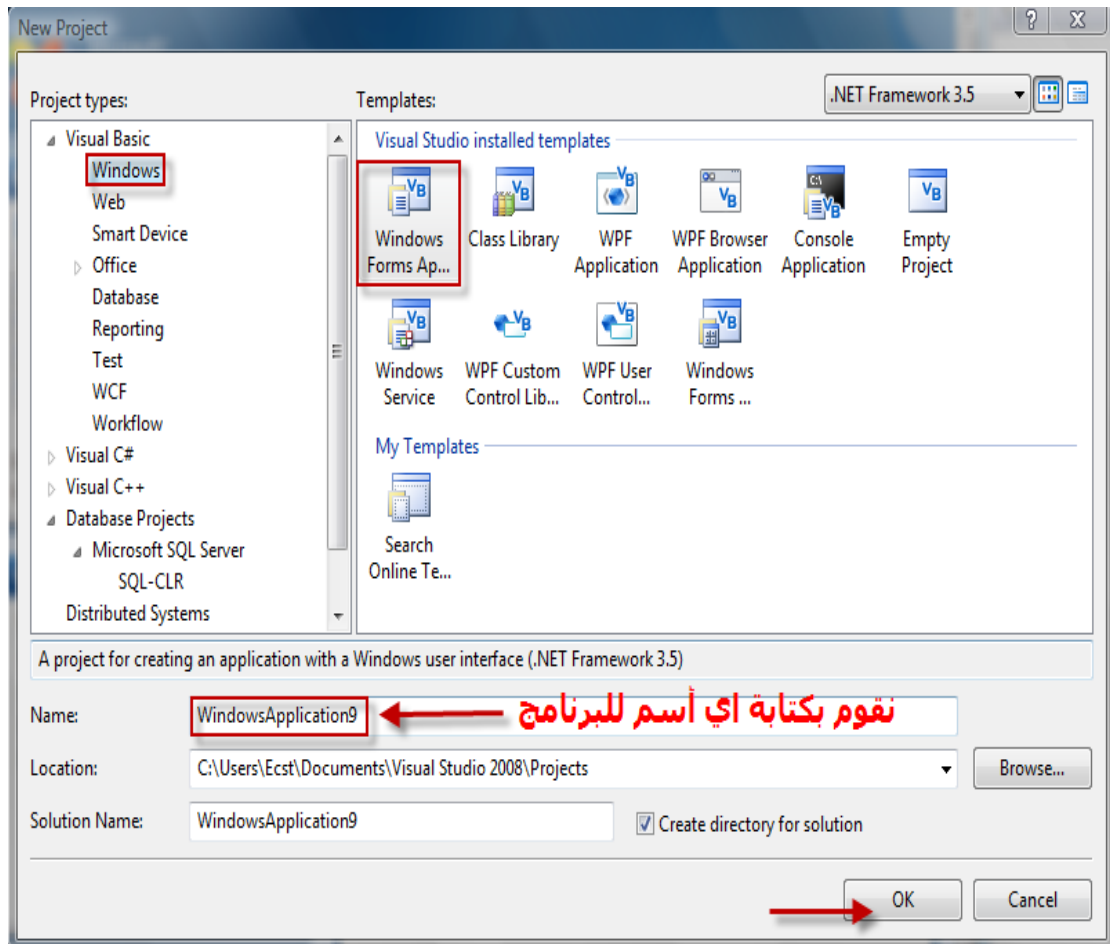 New Project
Project types:
Templates:
.NET Framework 3.5
Visual Basic
Windows
Web
Smart Device
Office
Database
Reporting
Test
WCF
Workflow
Visual C#
Visual C++
Database Projects
Microsoft SQL Server
SQL-CLR
Distributed Systems
Visual Studio installed templates
Windows Forms Ap...
Class Library
WPF Application
WPF Browser Application
Console Application
Empty Project
Windows Service
WPF Custom Control Lib...
WPF User Control...
Windows Forms ...
My Templates
Search Online Te...
A project for creating an application with a Windows user interface (.NET Framework 3.5)
Name:
WindowsApplication9
نقوم بكتابة اي أسم للبرنامج
Location:
C:\Users\Ecst\Documents\Visual Studio 2008\Projects
Browse...
Solution Name:
WindowsApplication9
Create directory for solution
OK
Cancel